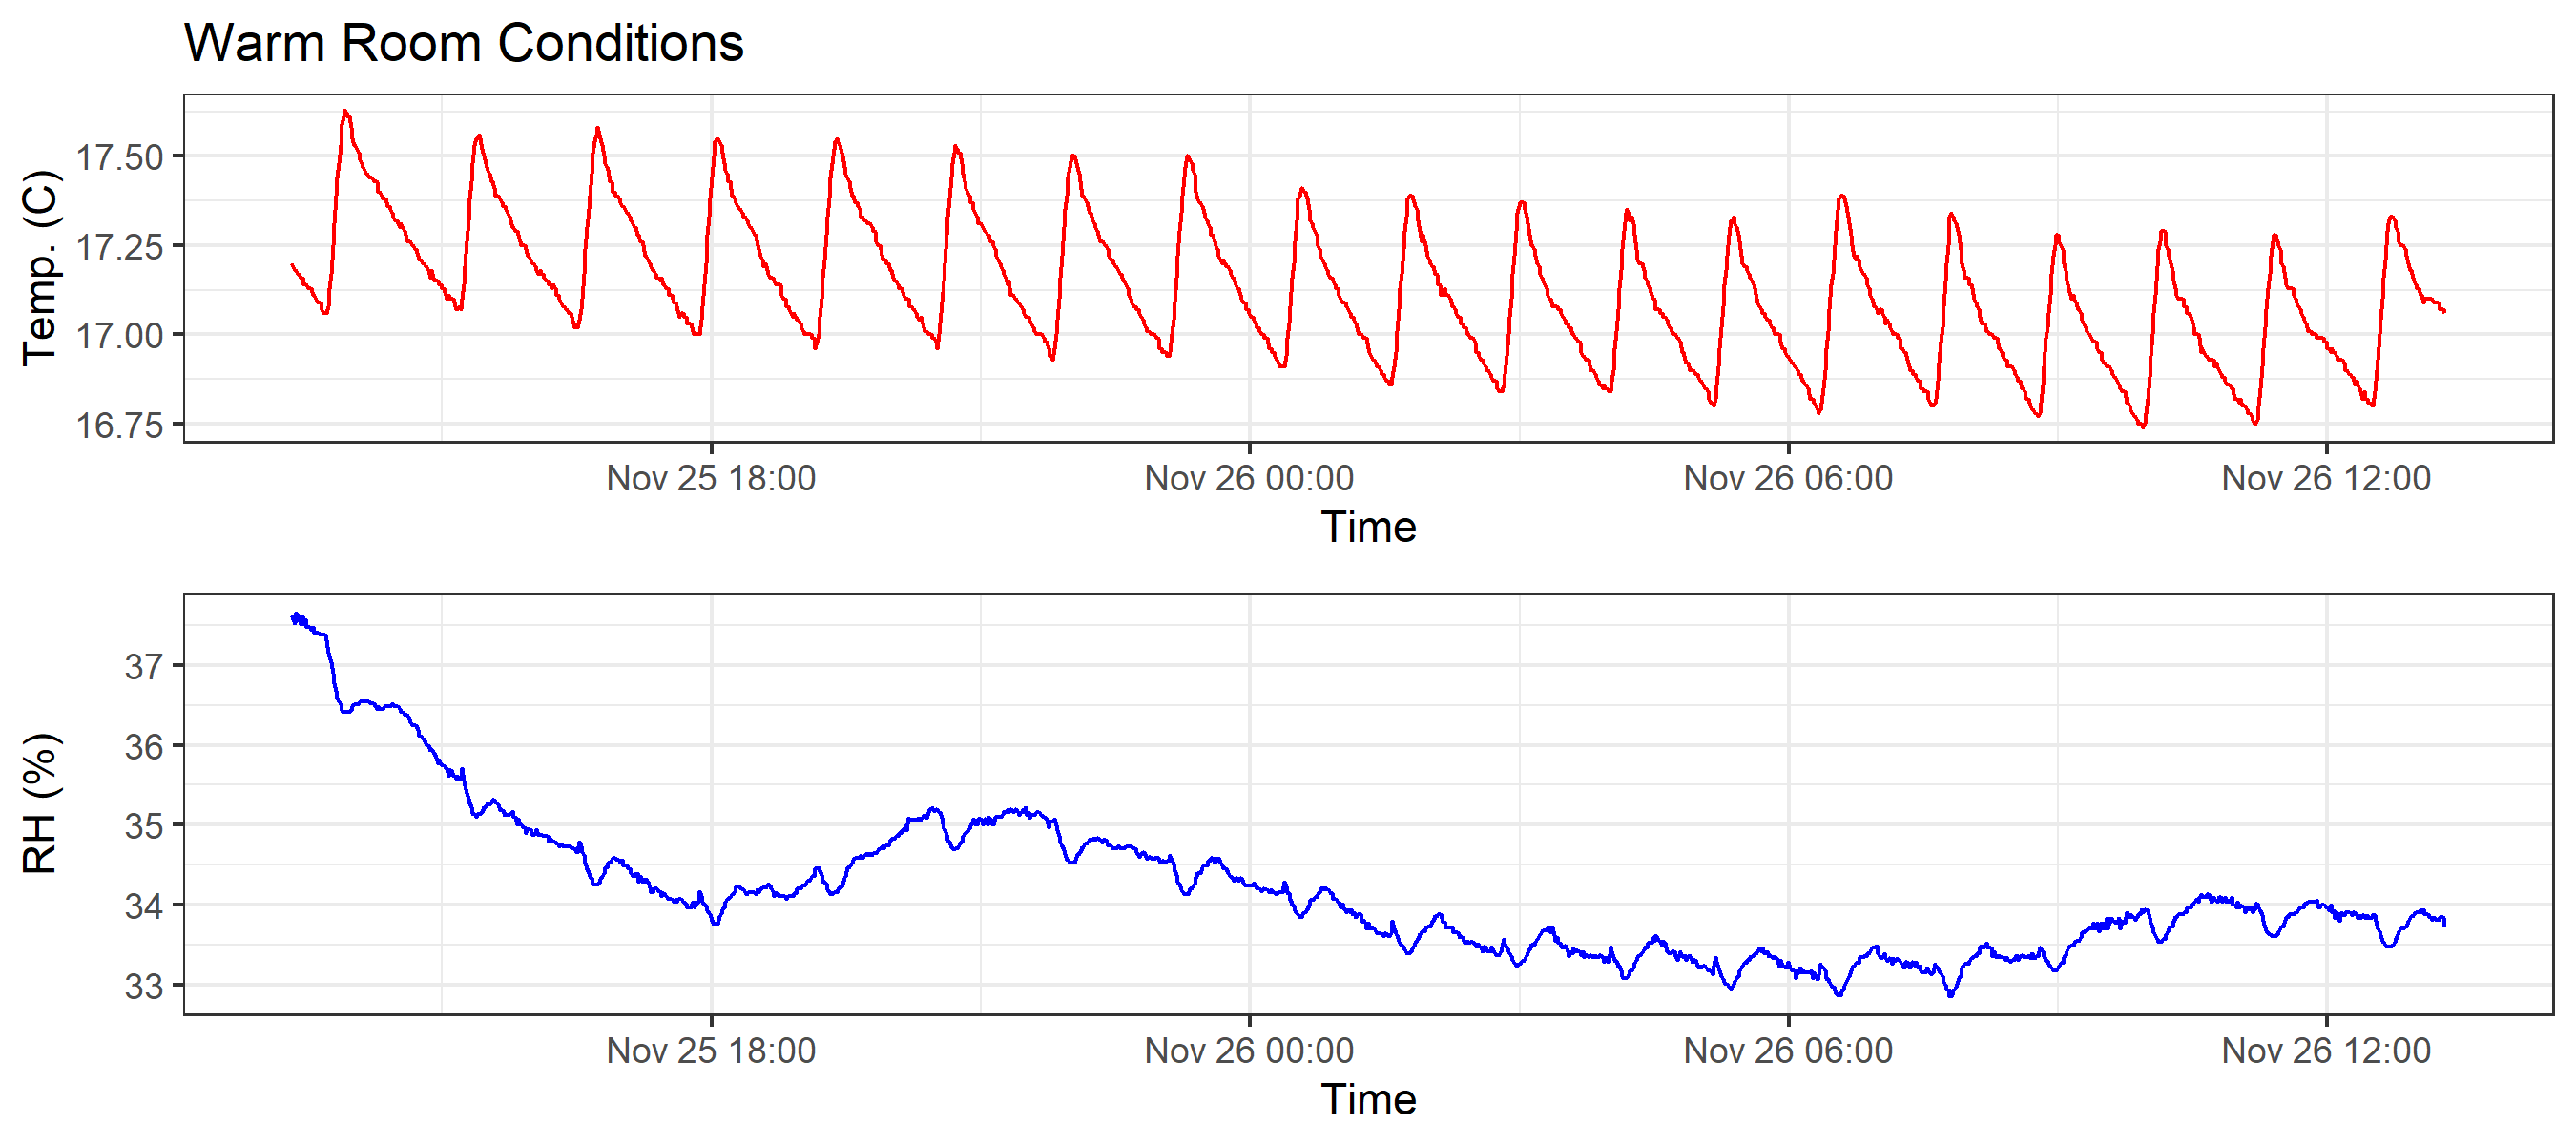 Warm Room Conditions
Temp. (C)
17.50
17.25
17.00
16.75
Nov 25 18:00 Nov 26 00:00 Nov 26 06:00 Nov 26 12:00
Time
RH (%)
37
36
35
34
33
Nov 25 18:00 Nov 26 00:00 Nov 26 06:00 Nov 26 12:00
Time